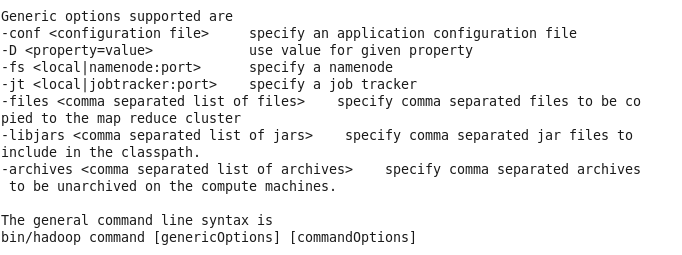 Generic options supported are
-conf <configuration file>     specify an application configuration file
-D <property=value>            use value for given property
-fs <local|namenode:port>      specify a namenode
-jt <local|jobtracker:port>    specify a job tracker
-files <comma separated list of files>    specify comma separated files to be co
pied to the map reduce cluster
-libjars <comma separated list of jars>    specify comma separated jar files to
include in the classpath.
-archives <comma separated list of archives>    specify comma separated archives
 to be unarchived on the compute machines.

The general command line syntax is
bin/hadoop command [genericOptions] [commandOptions]